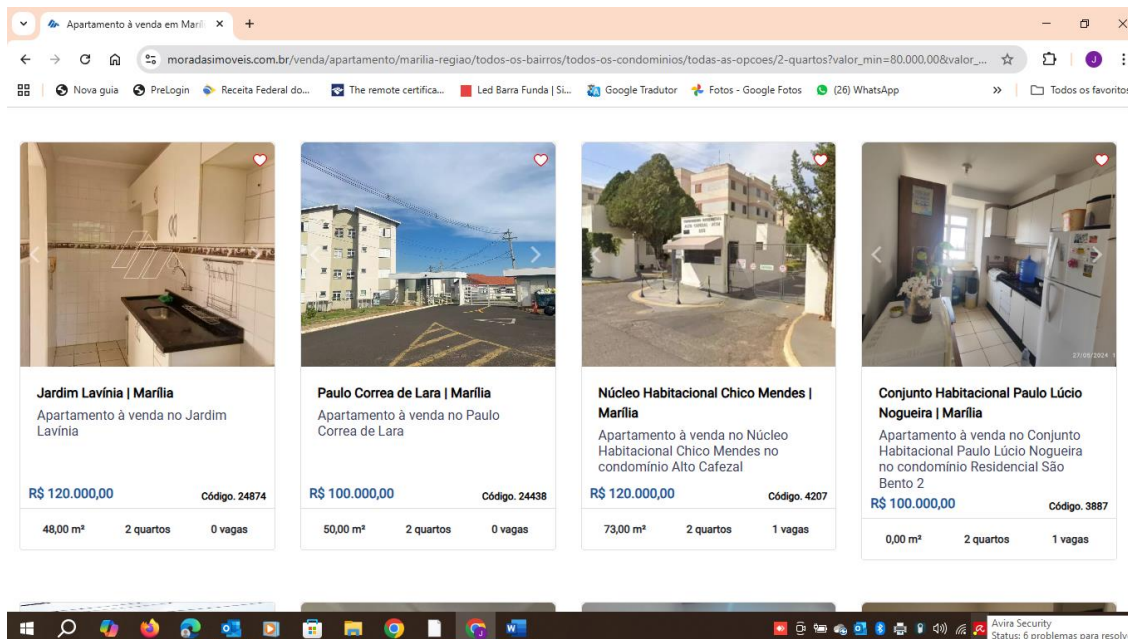 Apartamento à venda em Maríl
moradasimoveis.com.br/venda/apartamento/marilia-regiao/todos-os-bairros/todos-os-condominios/todas-as-opcoes/2-quartos?valor_min=80.000.00&valor_...
J
Nova guia
PreLogin
Receita Federal do...
The remote certifica...
Led Barra Funda | Si...
Google Tradutor
Fotos - Google Fotos
(26) WhatsApp
»
Todos os favoritos
27/08/2024 1
Jardim Lavínia | Marília
Apartamento à venda no Jardim
Lavínia
R$ 120.000,00
Código. 24874
48,00 m² 2 quartos 0 vagas
Paulo Correa de Lara | Marília
Apartamento à venda no Paulo
Correa de Lara
R$ 100.000,00
Código. 24438
50,00 m² 2 quartos 0 vagas
Núcleo Habitacional Chico Mendes |
Marília
Apartamento à venda no Núcleo
Habitacional Chico Mendes no
condomínio Alto Cafezal
R$ 120.000,00
Código. 4207
73,00 m² 2 quartos 1 vagas
Conjunto Habitacional Paulo Lúcio
Nogueira | Marília
Apartamento à venda no Conjunto
Habitacional Paulo Lúcio Nogueira
no condomínio Residencial São
Bento 2
R$ 100.000,00
Código. 3887
0,00 m² 2 quartos 1 vagas
Avira Security
Status: 6 problemas para resolve